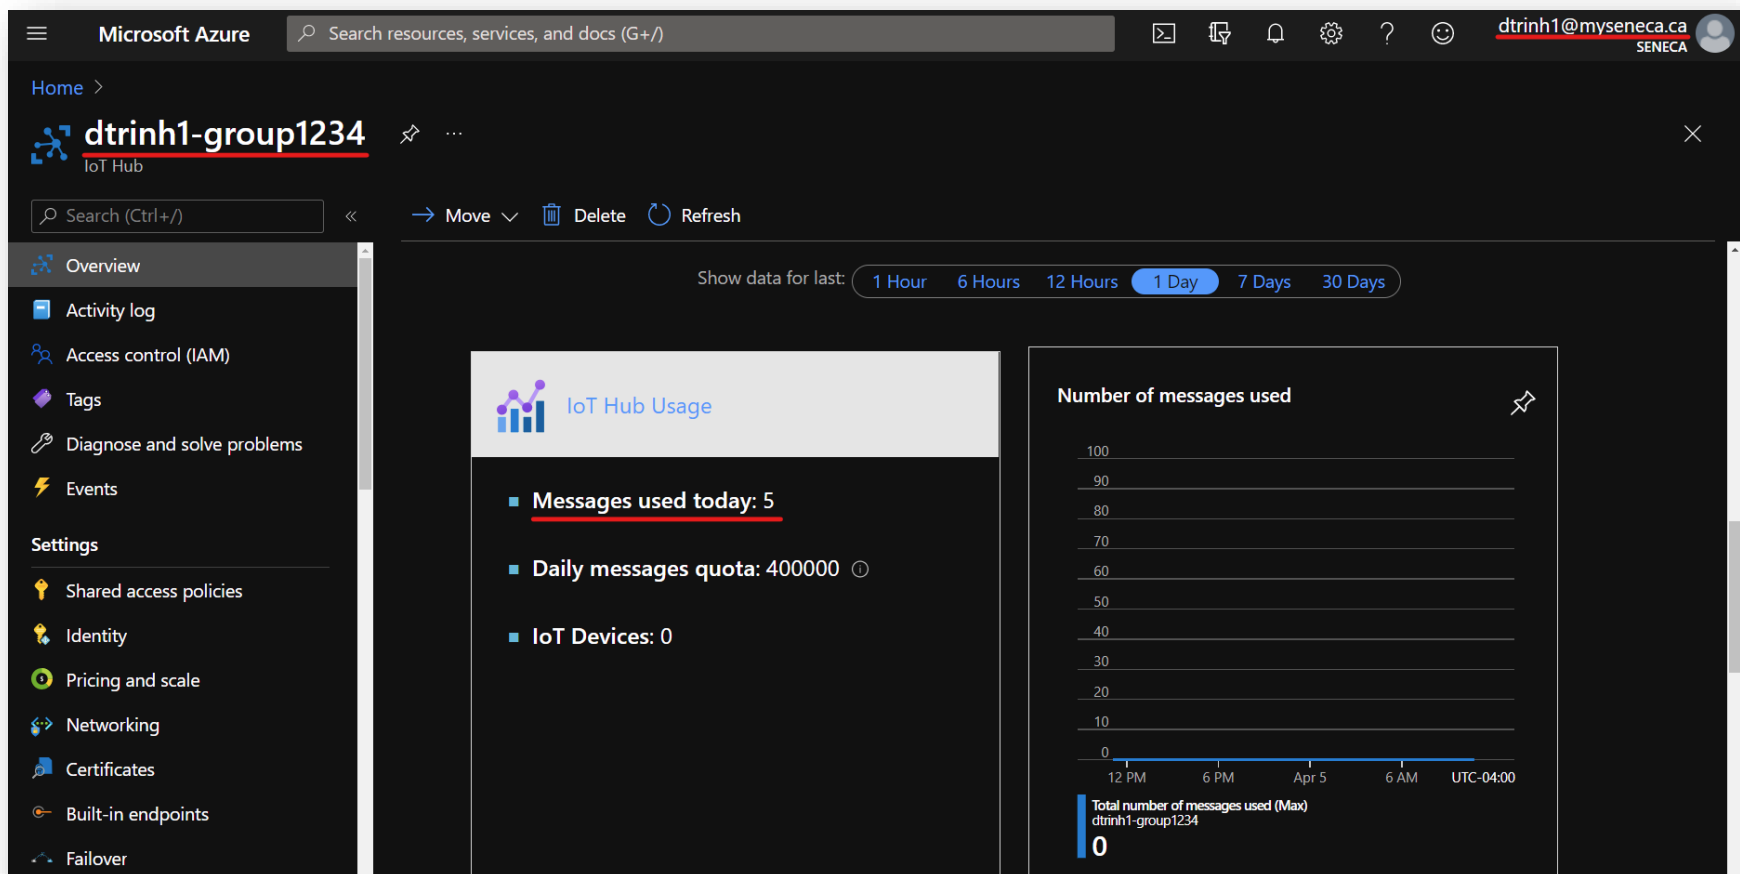 Microsoft Azure
Search resources, services, and docs (G+/)
dtrinh1@myseneca.ca
SENECA
Home >
dtrinh1-group1234
...
IoT Hub
Search (Ctrl+/)
«
Move
Delete
Refresh
Overview
Activity log
Access control (IAM)
Tags
Diagnose and solve problems
Events
Settings
Shared access policies
Identity
Pricing and scale
Networking
Certificates
Built-in endpoints
Failover
Show data for last: 1 Hour 6 Hours 12 Hours 1 Day 7 Days 30 Days
IoT Hub Usage
Messages used today: 5
Daily messages quota: 400000
IoT Devices: 0
Number of messages used
100
90
80
70
60
50
40
30
20
10
0
12 PM 6 PM Apr 5 6 AM UTC-04:00
Total number of messages used (Max)
dtrinh1-group1234
0